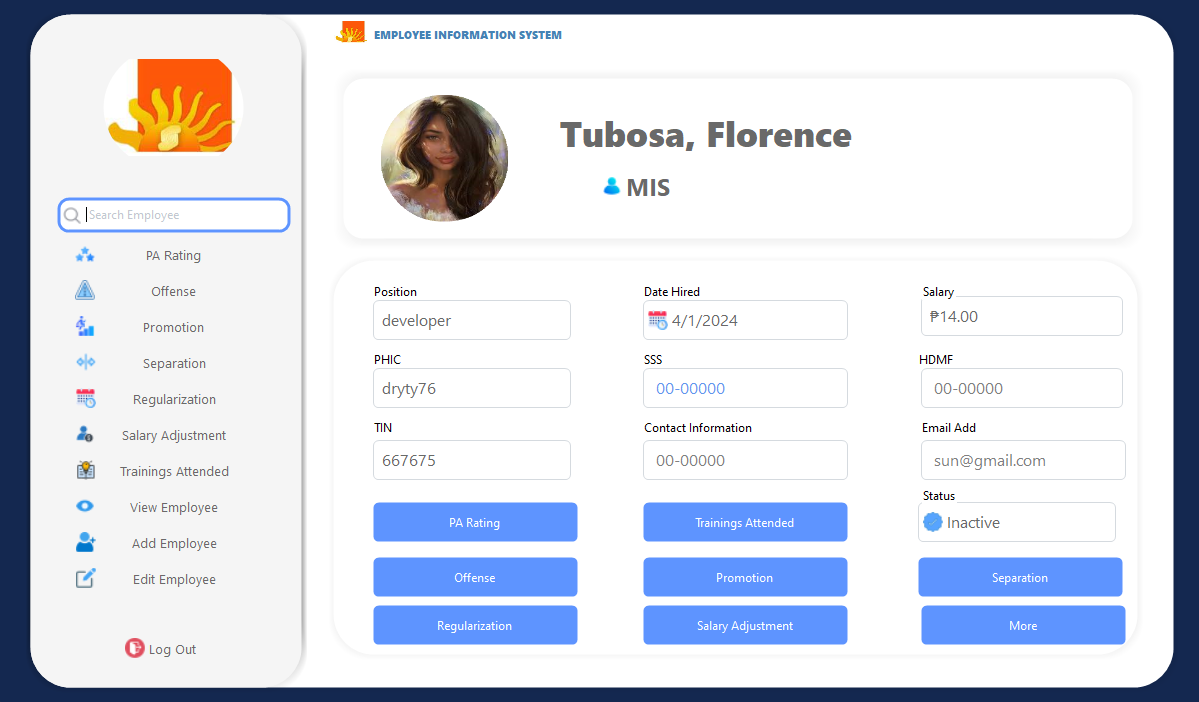 EMPLOYEE INFORMATION SYSTEM
Search Employee
PA Rating
Offense
Promotion
Separation
Regularization
Salary Adjustment
Trainings Attended
View Employee
Add Employee
Edit Employee
Log Out
Tubosa, Florence
MIS
Position
Date Hired
Salary
developer
4/1/2024
₱14.00
PHIC
SSS
HDMF
dryty76
00-00000
00-00000
TIN
Contact Information
Email Add
667675
00-00000
sun@gmail.com
Status
PA Rating
Trainings Attended
Inactive
Offense
Promotion
Separation
Regularization
Salary Adjustment
More